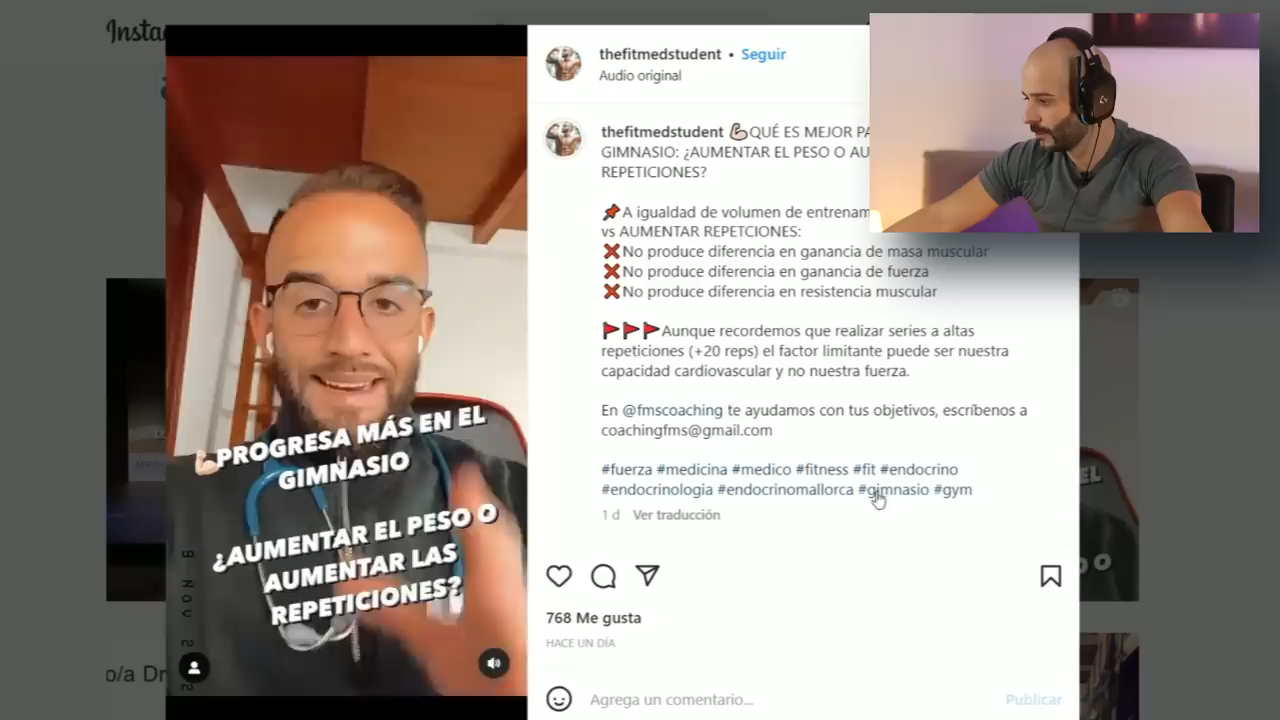 Insta
thefitmedstudent • Seguir
Audio original
thefitmedstudent 💪QUÉ ES MEJOR PA
GIMNASIO: ¿AUMENTAR EL PESO O AU
REPETICIONES?
📌A igualdad de volumen de entrenam
vs AUMENTAR REPETCIONES:
❌No produce diferencia en ganancia de masa muscular
❌No produce diferencia en ganancia de fuerza
❌No produce diferencia en resistencia muscular
🚩🚩🚩Aunque recordemos que realizar series a altas
repeticiones (+20 reps) el factor limitante puede ser nuestra
capacidad cardiovascular y no nuestra fuerza.
En @fmscoaching te ayudamos con tus objetivos, escríbenos a
coachingfms@gmail.com
#fuerza #medicina #medico #fitness #fit #endocrino
#endocrinologia #endocrinomallorca #gimnasio #gym
1 d Ver traducción
768 Me gusta
HACE UN DÍA
Agrega un comentario...
Publicar
💪PROGRESA MÁS EN EL
GIMNASIO
¿AUMENTAR EL PESO O
AUMENTAR LAS
REPETICIONES?
9 NOV 2
o/a Dr
EL
O O